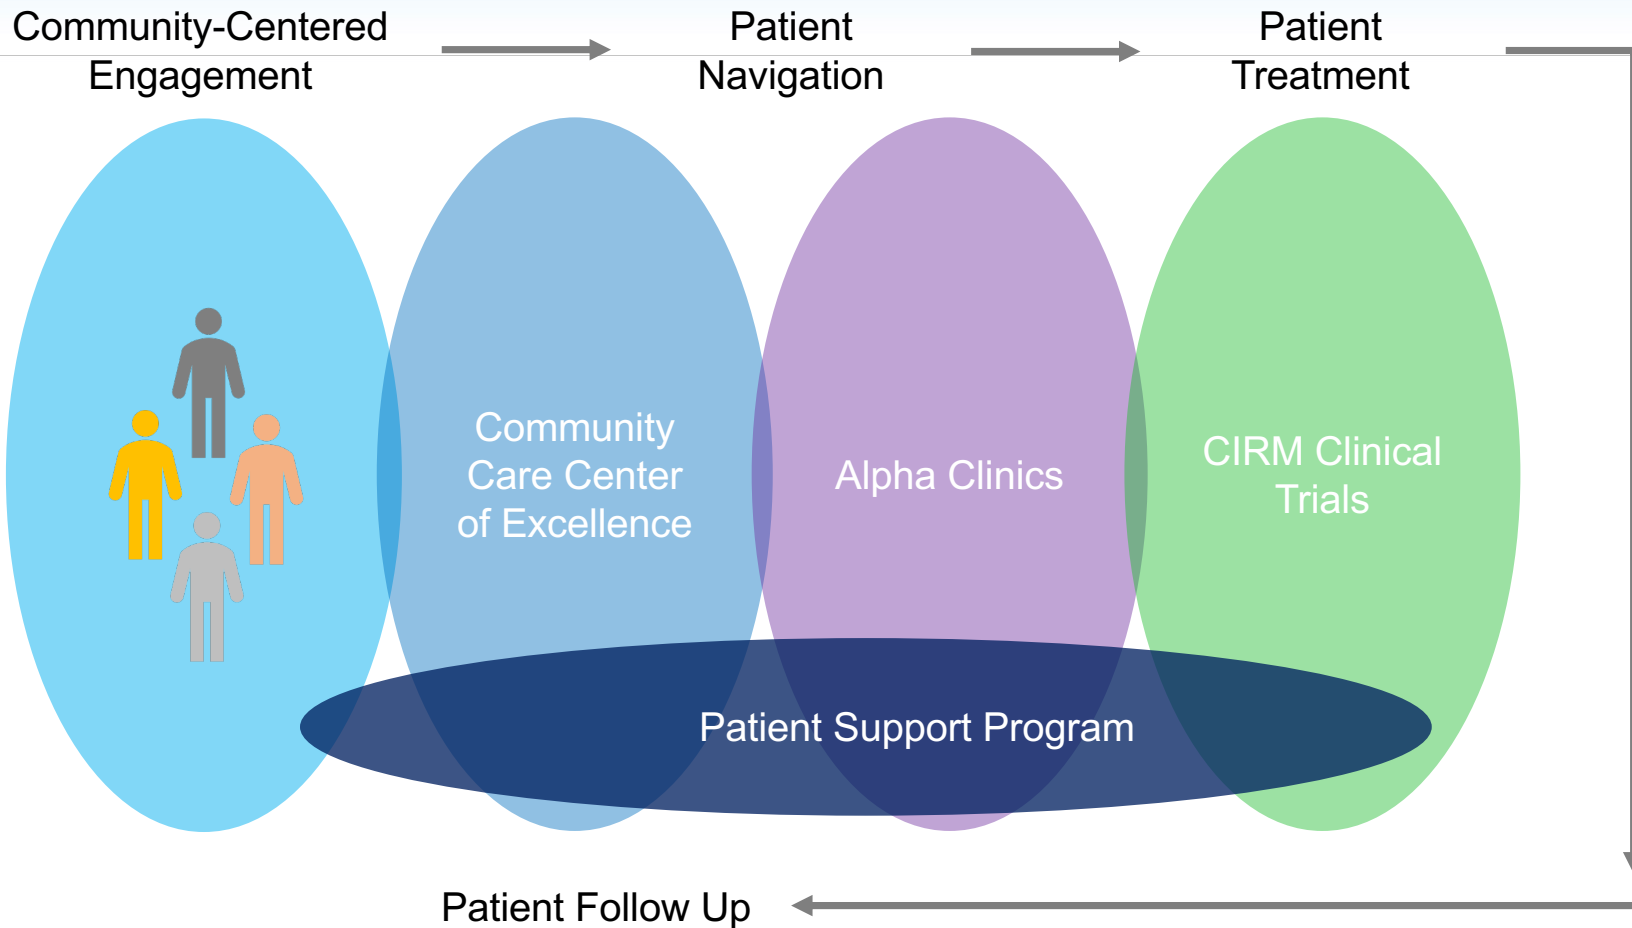 Community-Centered
Engagement
Patient
Navigation
Patient
Treatment
Community
Care Center
of Excellence
Alpha Clinics
CIRM Clinical
Trials
Patient Support Program
Patient Follow Up